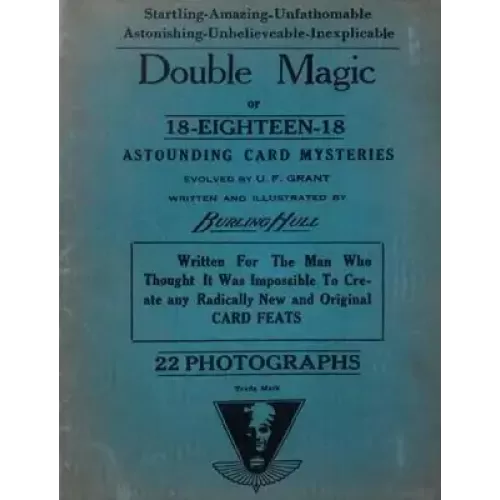 Startling-Amazing-Unfathomable
Astonishing-Unbelieveable-Inexplicable
Double Magic
or
18-EIGHTEEN-18
ASTOUNDING CARD MYSTERIES
EVOLVED BY U. F. GRANT
WRITTEN AND ILLUSTRATED BY
BURLING HULL
Written For The Man Who
Thought It Was Impossible To Cre-
ate any Radically New and Original
CARD FEATS
22 PHOTOGRAPHS
Trade Mark